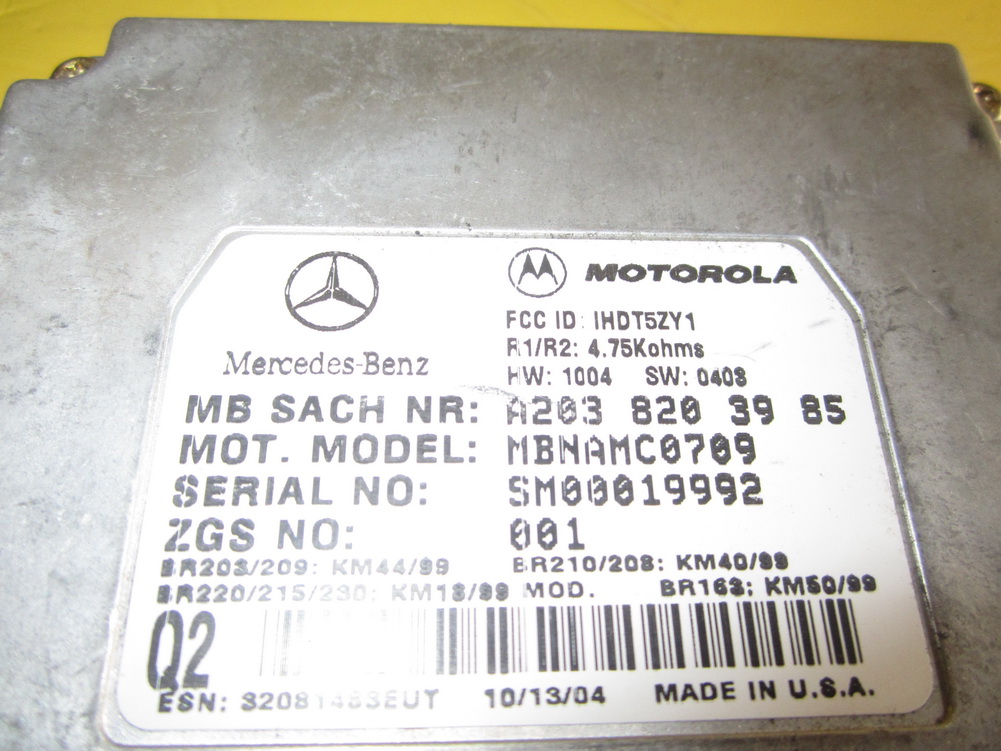 Mercedes-Benz
MOTOROLA
FCC ID: IHDT5ZY1
R1/R2: 4.75Kohms
HW: 1004 SW: 0408
MB SACH NR: A203 820 39 85
MOT. MODEL: MBNAMC0709
SERIAL NO: SM00019992
ZGS NO: 001
BR203/209: KM44/99 BR210/208: KM40/99
BR220/215/230: KM18/99 MOD. BR163: KM50/99
Q2
ESN: 10/13/04 MADE IN U.S.A.